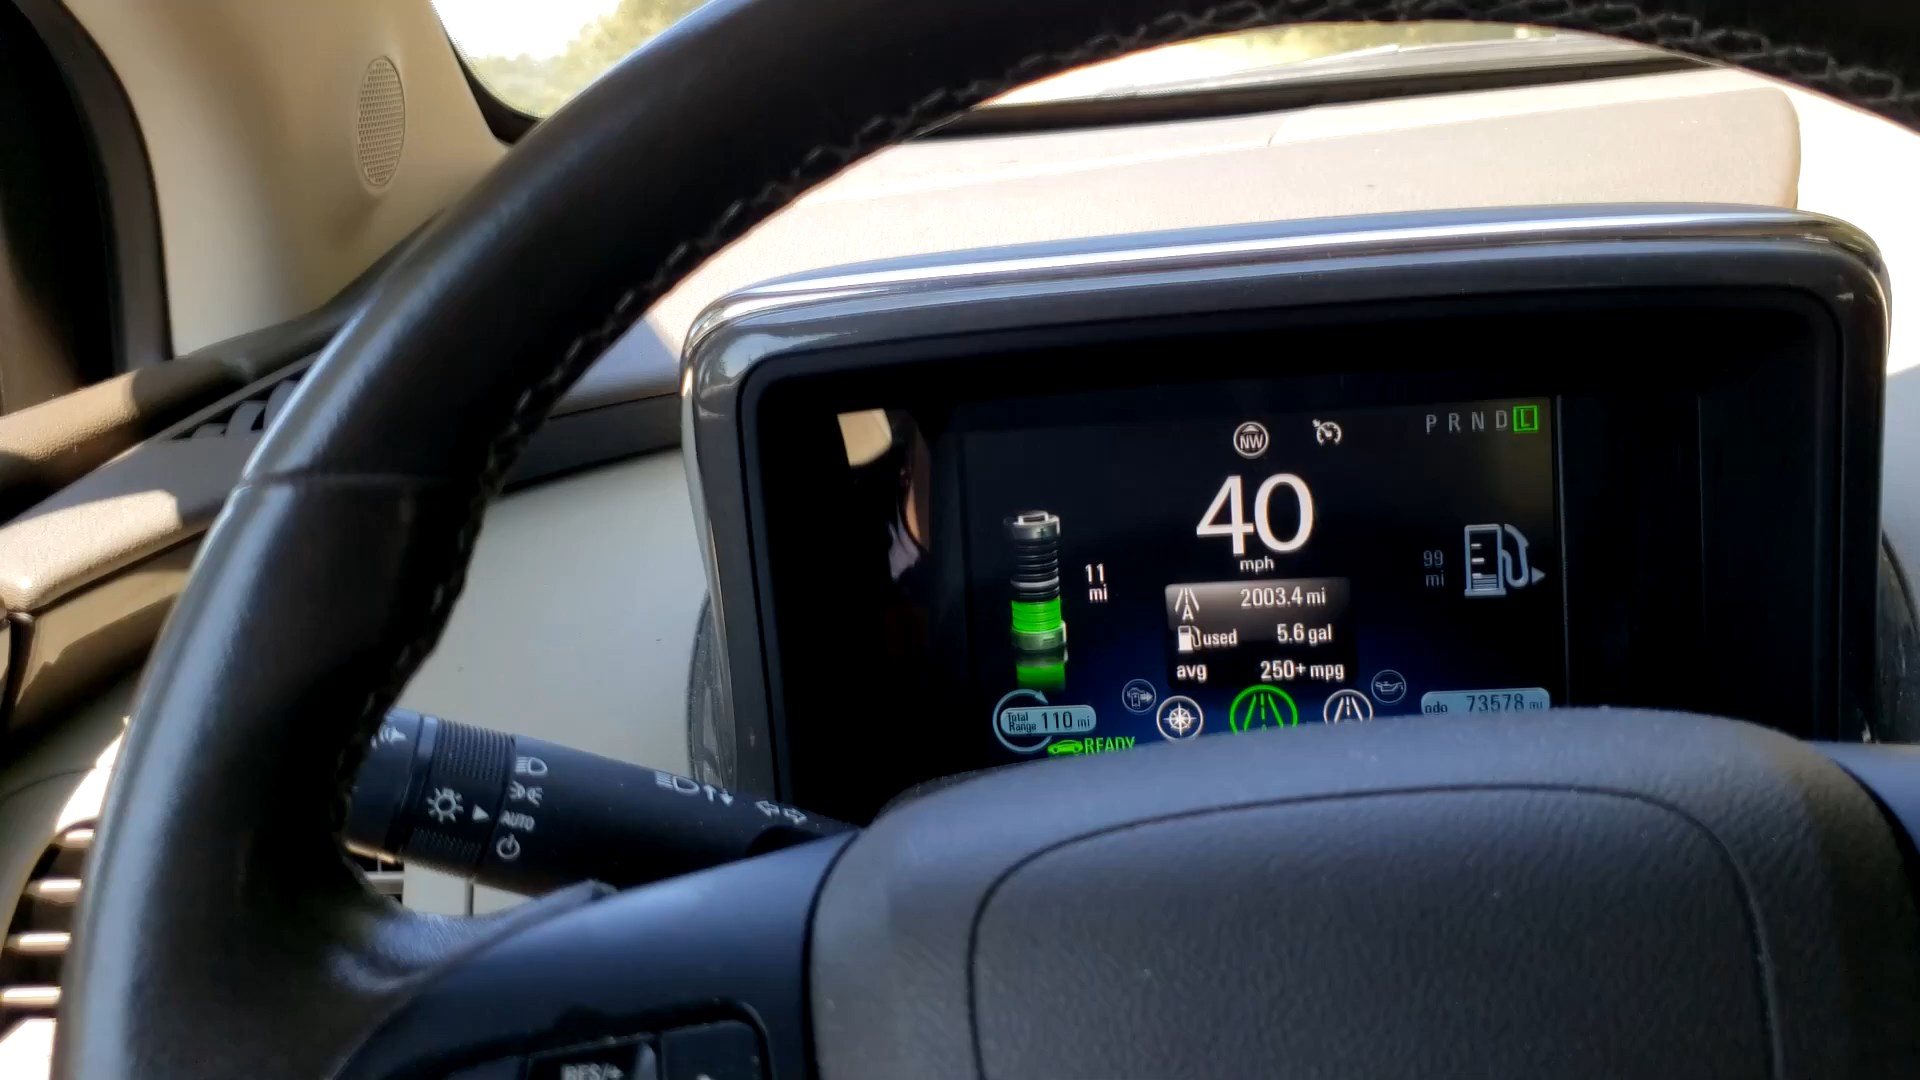 NW
P R N D L
40
mph
11
mi
99
mi
A
2003.4 mi
used 5.6 gal
avg 250+ mpg
Total Range 110 mi
odo 73578 mi
READY
AUTO
RES/+